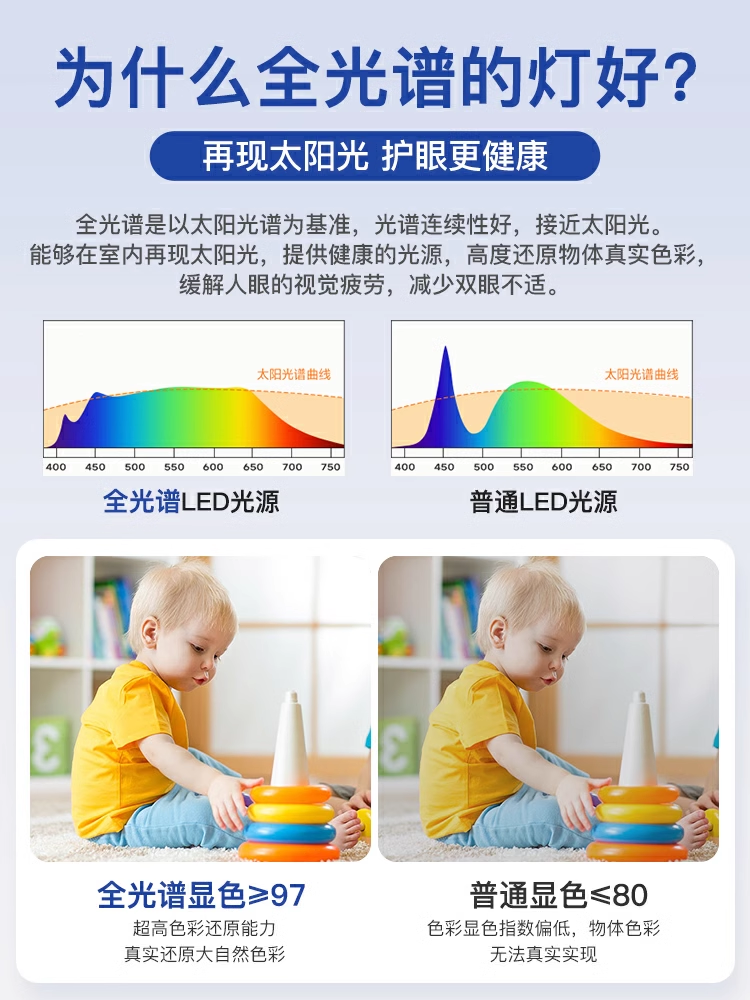 为什么全光谱的灯好?
再现太阳光 护眼更健康
全光谱是以太阳光谱为基准，光谱连续性好，接近太阳光。
能够在室内再现太阳光，提供健康的光源，高度还原物体真实色彩，
缓解人眼的视觉疲劳，减少双眼不适。
太阳光谱曲线
400 450 500 550 600 650 700 750
全光谱LED光源
太阳光谱曲线
400 450 500 550 600 650 700 750
普通LED光源
3
3
全光谱显色≥97
超高色彩还原能力
真实还原大自然色彩
普通显色≤80
色彩显色指数偏低，物体色彩
无法真实实现